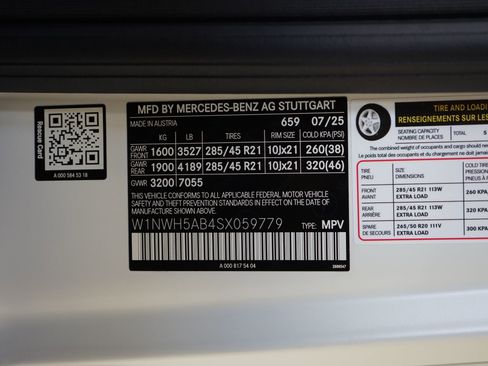 Rescue Card
A 000 584 53 18
MFD BY MERCEDES-BENZ AG STUTTGART
MADE IN AUSTRIA 659 07/25
KG LB TIRES RIM SIZE COLD KPA(PSI)
GAWR FRONT 1600 3527 285/45 R21 10Jx21 260(38)
GAWR REAR 1900 4189 285/45 R21 10Jx21 320(46)
GVWR 3200 7055
THIS VEHICLE CONFORMS TO ALL APPLICABLE FEDERAL MOTOR VEHICLE
SAFETY STANDARDS IN EFFECT ON THE DATE OF MANUFACTURE SHOWN ABOVE.
W1NWH5AB4SX059779 TYPE: MPV
A 000 817 54 04
TIRE AND LOADI
RENSEIGNEMENTS SUR LES
SEATING CAPACITY
NOMBRE DE PLACES
TOTAL 5
The combined weight of occupants and cargo should never
Le poids total des occupants et du chargement ne doit jamais
TIRE SIZE COLD TIRE
PNEU DIMENSIONS
FRONT 285/45 R21 113W 260 KPA
AVANT EXTRA LOAD
REAR 285/45 R21 113W 320 KPA
ARRIÈRE EXTRA LOAD
SPARE 265/50 R20 111V 300 KPA
DE SECOURS EXTRA LOAD